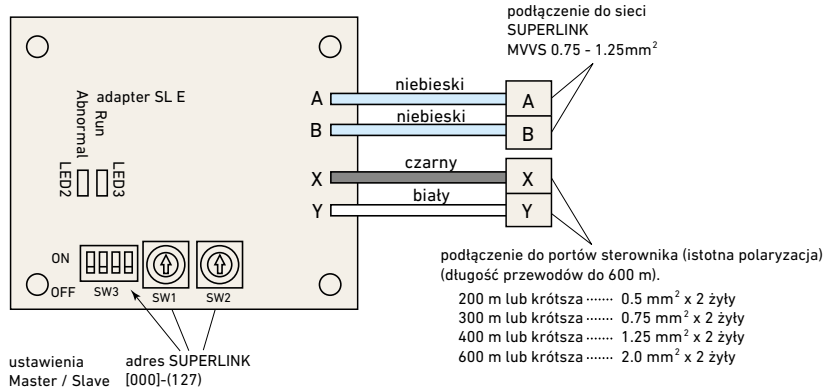 podłączenie do sieci
SUPERLINK
MVVS 0.75 - 1.25mm²
adapter SL E
Abnormal
Run
LED2
LED3
A
niebieski
A
B
niebieski
B
X
czarny
X
Y
biały
Y
ON
OFF
SW3
SW1
SW2
podłączenie do portów sterownika (istotna polaryzacja)
(długość przewodów do 600 m).
200 m lub krótsza ······· 0.5 mm² x 2 żyły
300 m lub krótsza ······· 0.75 mm² x 2 żyły
400 m lub krótsza ······· 1.25 mm² x 2 żyły
600 m lub krótsza ······· 2.0 mm² x 2 żyły
ustawienia
Master / Slave
adres SUPERLINK
[000]-(127)